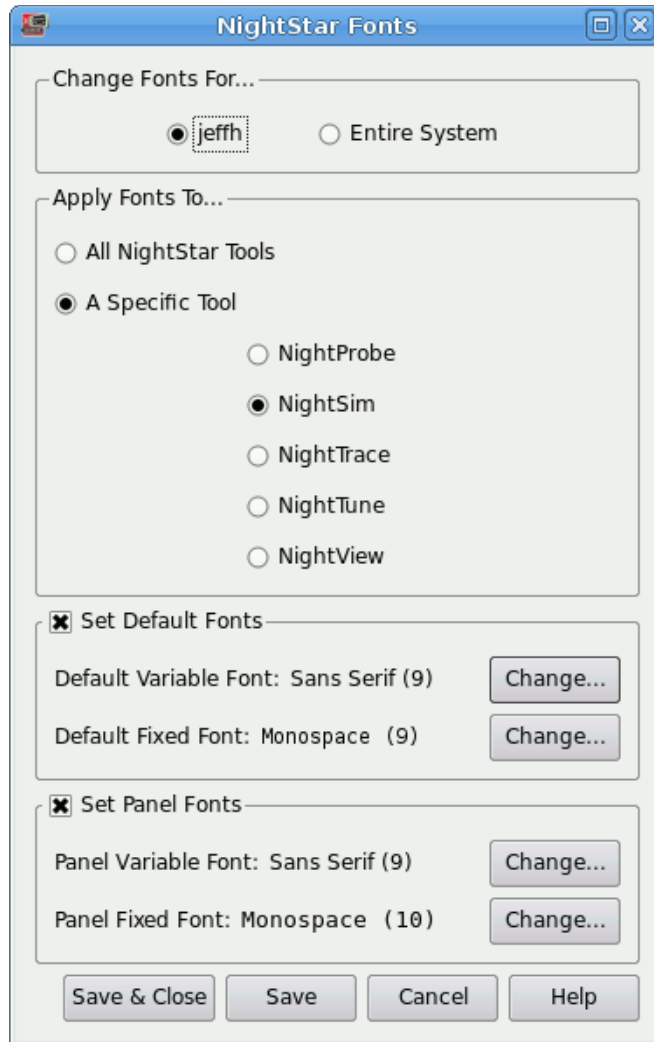 NightStar Fonts
Change Fonts For...
jeffh Entire System
Apply Fonts To...
All NightStar Tools
A Specific Tool
NightProbe
NightSim
NightTrace
NightTune
NightView
Set Default Fonts
Default Variable Font: Sans Serif (9) Change...
Default Fixed Font: Monospace (9) Change...
Set Panel Fonts
Panel Variable Font: Sans Serif (9) Change...
Panel Fixed Font: Monospace (10) Change...
Save & Close Save Cancel Help